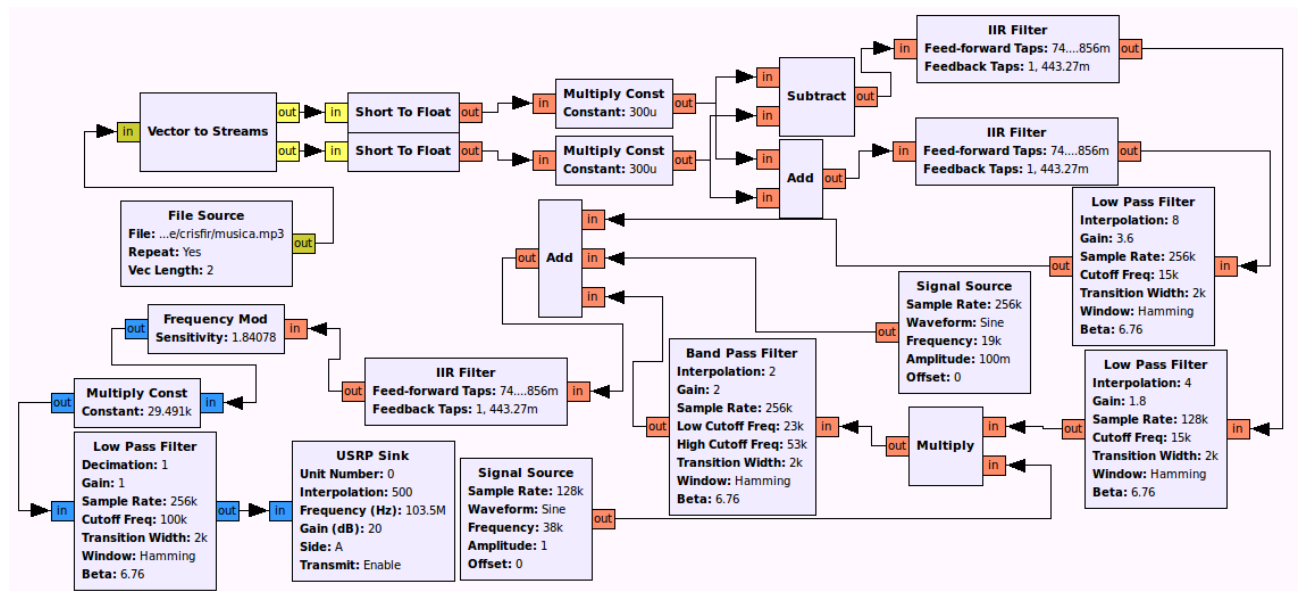 IIR Filter
in
Feed-forward Taps: 74....856m
out
Feedback Taps: 1, 443.27m
in
in
Subtract
out
Multiply Const
in
Constant: 300u
out
in
Vector to Streams
out
in
Short To Float
out
out
in
Short To Float
out
Multiply Const
in
Constant: 300u
out
in
Add
out
in
IIR Filter
in
Feed-forward Taps: 74....856m
out
Feedback Taps: 1, 443.27m
File Source
File: ...e/crisfir/musica.mp3
Repeat: Yes
Vec Length: 2
out
in
out
Add
in
in
Low Pass Filter
Interpolation: 8
Gain: 3.6
Sample Rate: 256k
Cutoff Freq: 15k
Transition Width: 2k
Window: Hamming
Beta: 6.76
out
in
Signal Source
Sample Rate: 256k
Waveform: Sine
Frequency: 19k
Amplitude: 100m
Offset: 0
out
Frequency Mod
Sensitivity: 1.84078
out
in
IIR Filter
Feed-forward Taps: 74....856m
Feedback Taps: 1, 443.27m
out
in
Band Pass Filter
Interpolation: 2
Gain: 2
Sample Rate: 256k
Low Cutoff Freq: 23k
High Cutoff Freq: 53k
Transition Width: 2k
Window: Hamming
Beta: 6.76
out
in
Low Pass Filter
Interpolation: 4
Gain: 1.8
Sample Rate: 128k
Cutoff Freq: 15k
Transition Width: 2k
Window: Hamming
Beta: 6.76
out
in
Multiply
out
in
in
Multiply Const
Constant: 29.491k
out
in
Low Pass Filter
Decimation: 1
Gain: 1
Sample Rate: 256k
Cutoff Freq: 100k
Transition Width: 2k
Window: Hamming
Beta: 6.76
in
out
USRP Sink
Unit Number: 0
Interpolation: 500
Frequency (Hz): 103.5M
Gain (dB): 20
Side: A
Transmit: Enable
in
Signal Source
Sample Rate: 128k
Waveform: Sine
Frequency: 38k
Amplitude: 1
Offset: 0
out